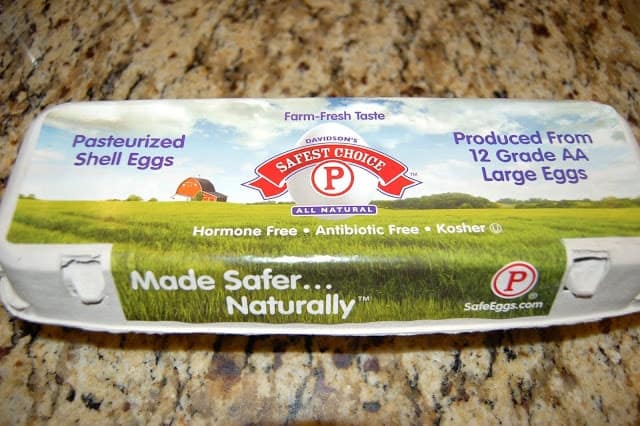 Farm-Fresh Taste
Pasteurized
Shell Eggs
DAVIDSON'S
SAFEST CHOICE™
P
ALL NATURAL
Produced From
12 Grade AA
Large Eggs
Hormone Free • Antibiotic Free • Kosher Ⓤ
Made Safer...
Naturally™
P®
SafeEggs.com